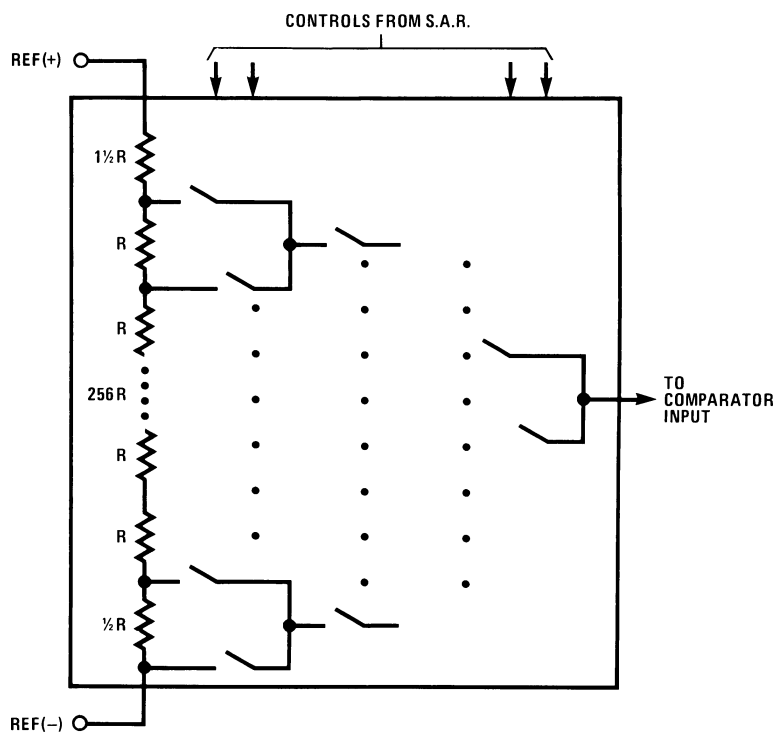 CONTROLS FROM S.A.R.
REF(+)
1½R
R
R
256R
R
R
½R
TO
COMPARATOR
INPUT
REF(−)